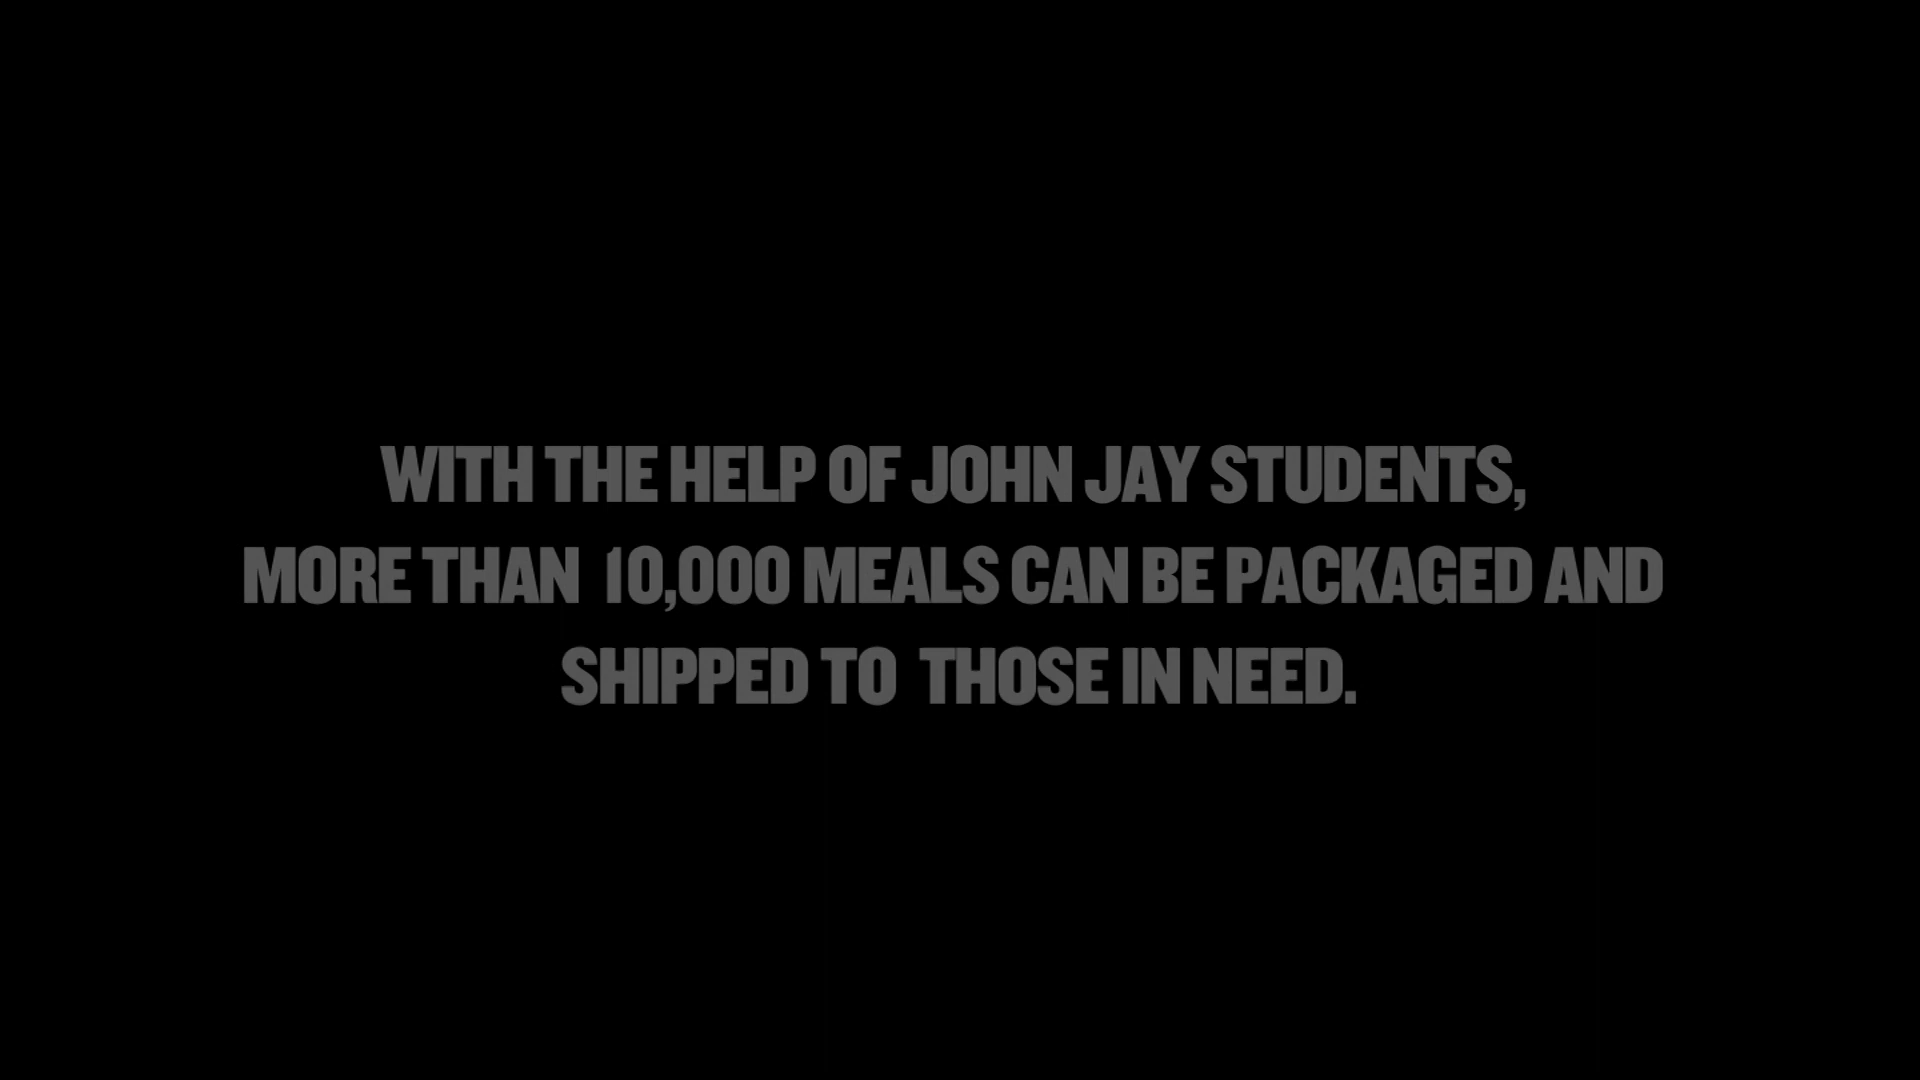 WITH THE HELP OF JOHN JAY STUDENTS,
MORE THAN 10,000 MEALS CAN BE PACKAGED AND
SHIPPED TO THOSE IN NEED.